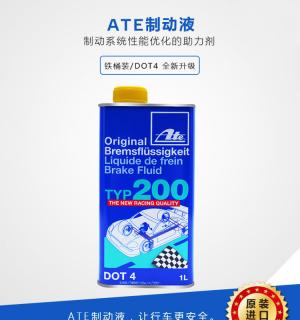 ATE制动液
制动系统性能优化的助力剂
铁桶装/DOT4 全新升级
Ate
Original
Bremsflüssigkeit
Liquide de frein
Brake Fluid
TYP 200
THE NEW RACING QUALITY
DOT 4
1L
原装
进口
ATE制动液，让行车更安全。